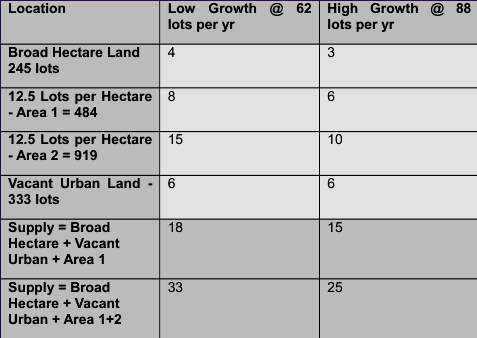 Location
Low Growth @ 62
lots per yr
High Growth @ 88
lots per yr
Broad Hectare Land
245 lots
4
3
12.5 Lots per Hectare
- Area 1 = 484
8
6
12.5 Lots per Hectare
- Area 2 = 919
15
10
Vacant Urban Land -
333 lots
6
6
Supply = Broad
Hectare + Vacant
Urban + Area 1
18
15
Supply = Broad
Hectare + Vacant
Urban + Area 1+2
33
25